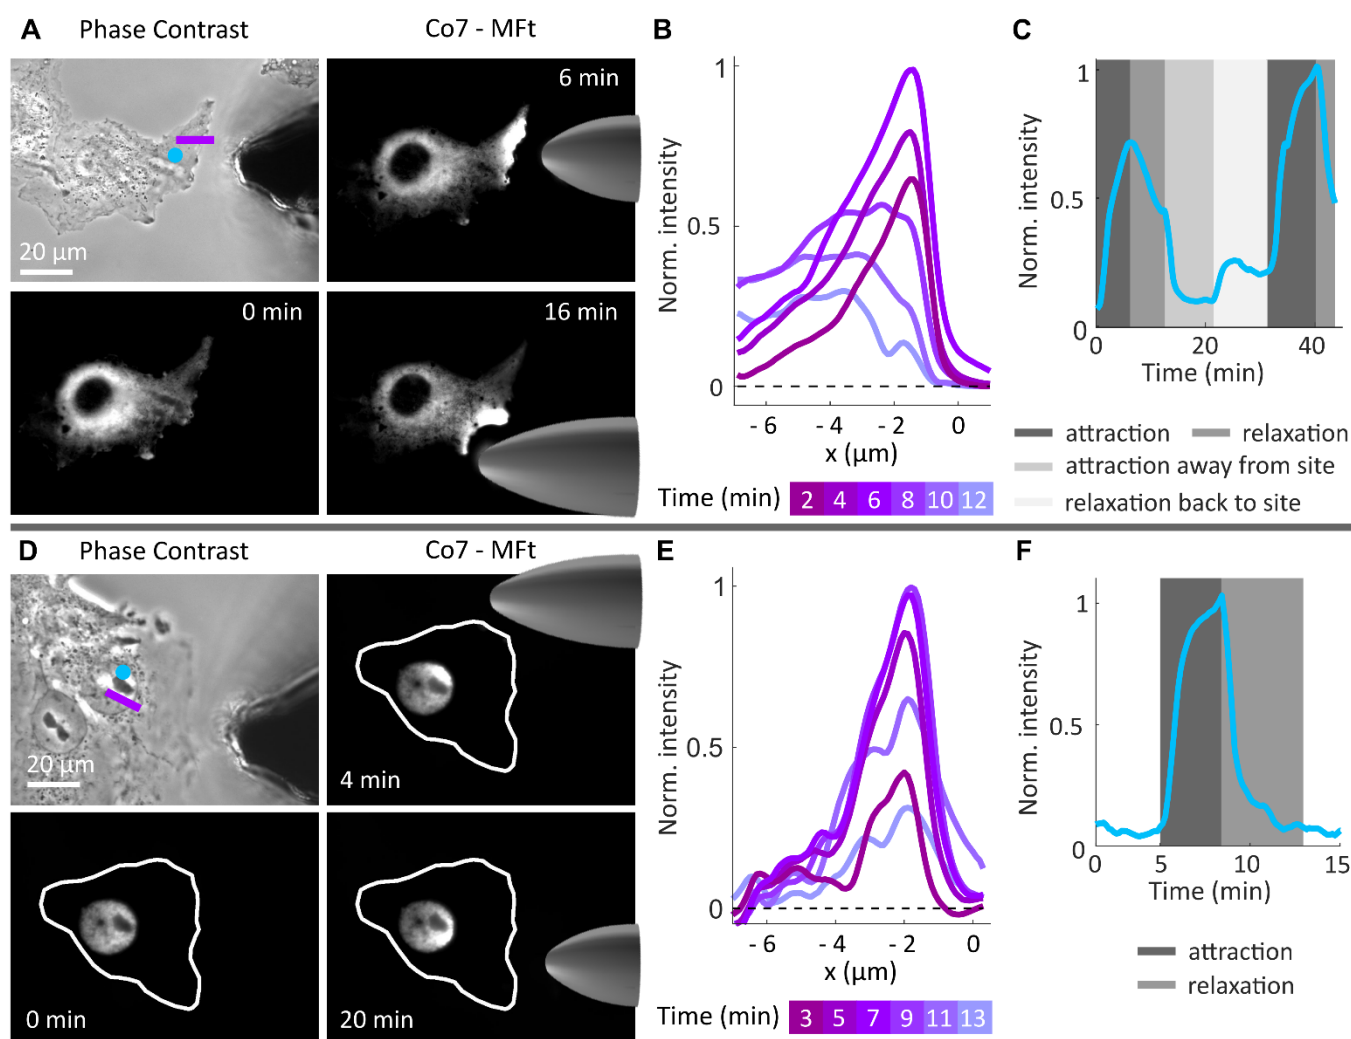 A Phase Contrast Co7 - MFt
6 min
20 µm
0 min
16 min
B
Norm. intensity
1
0.5
0
- 6 - 4 - 2 0
x (µm)
Time (min) 2 4 6 8 10 12
C
Norm. intensity
1
0.5
0
0 20 40
Time (min)
attraction relaxation
attraction away from site
relaxation back to site
D Phase Contrast Co7 - MFt
20 µm
4 min
0 min
20 min
E
Norm. intensity
1
0.5
0
- 6 - 4 - 2 0
x (µm)
Time (min) 3 5 7 9 11 13
F
Norm. intensity
1
0.5
0
0 5 10 15
Time (min)
attraction
relaxation